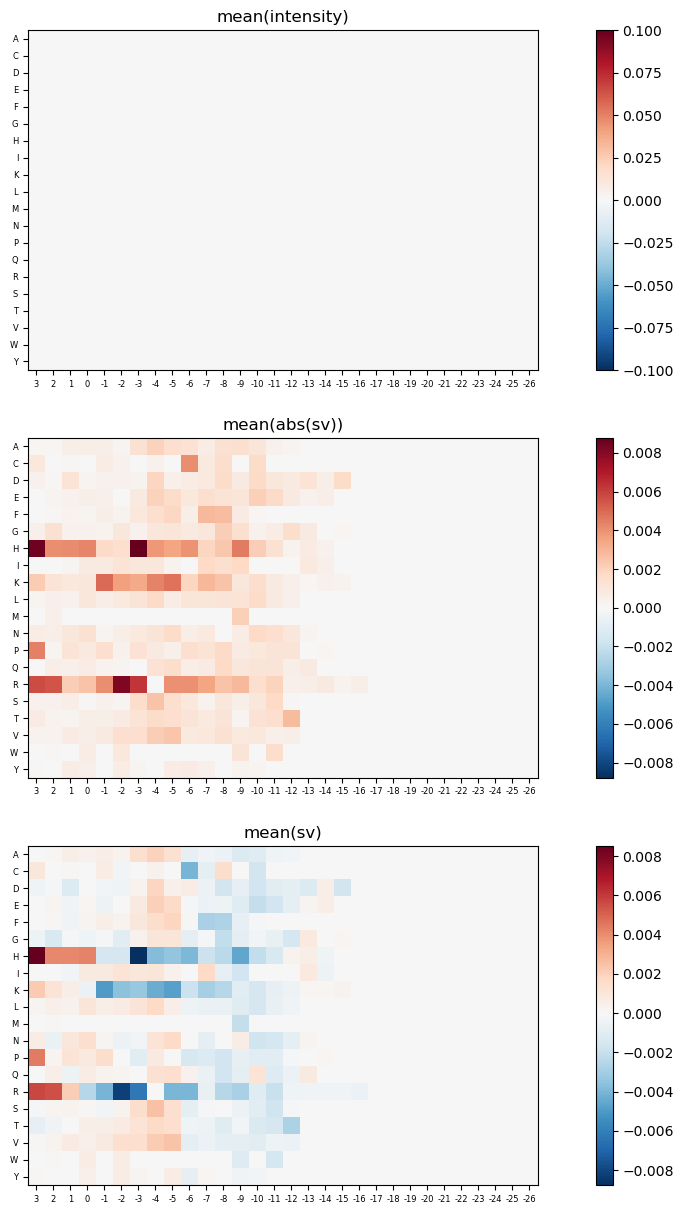 mean(intensity)
A
C
D
E
F
G
H
I
K
L
M
N
P
Q
R
S
T
V
W
Y
3 2 1 0 -1 -2 -3 -4 -5 -6 -7 -8 -9 -10 -11 -12 -13 -14 -15 -16 -17 -18 -19 -20 -21 -22 -23 -24 -25 -26
0.100
0.075
0.050
0.025
0.000
−0.025
−0.050
−0.075
−0.100
mean(abs(sv))
A
C
D
E
F
G
H
I
K
L
M
N
P
Q
R
S
T
V
W
Y
3 2 1 0 -1 -2 -3 -4 -5 -6 -7 -8 -9 -10 -11 -12 -13 -14 -15 -16 -17 -18 -19 -20 -21 -22 -23 -24 -25 -26
0.008
0.006
0.004
0.002
0.000
−0.002
−0.004
−0.006
−0.008
mean(sv)
A
C
D
E
F
G
H
I
K
L
M
N
P
Q
R
S
T
V
W
Y
3 2 1 0 -1 -2 -3 -4 -5 -6 -7 -8 -9 -10 -11 -12 -13 -14 -15 -16 -17 -18 -19 -20 -21 -22 -23 -24 -25 -26
0.008
0.006
0.004
0.002
0.000
−0.002
−0.004
−0.006
−0.008